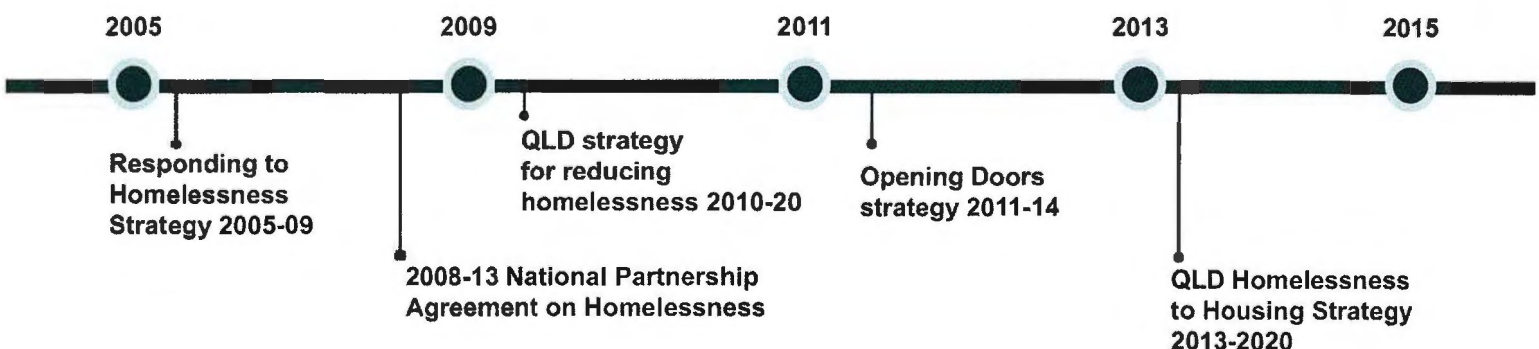 2005
2009
2011
2013
2015
Responding to
Homelessness
Strategy 2005-09
2008-13 National Partnership
Agreement on Homelessness
QLD strategy
for reducing
homelessness 2010-20
Opening Doors
strategy 2011-14
QLD Homelessness
to Housing Strategy
2013-2020